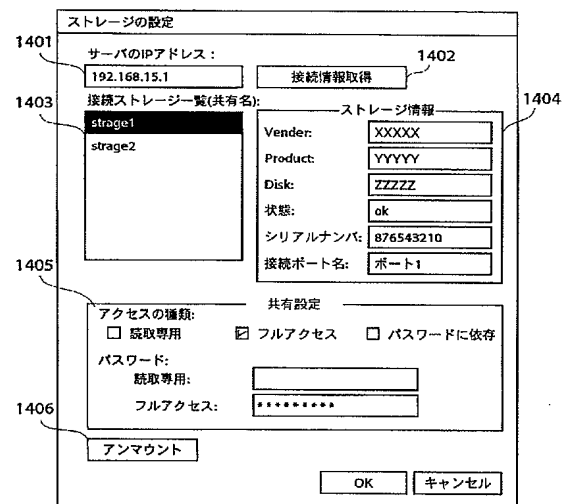 ストレージの設定
1401
サーバのIPアドレス：
1402
192.168.15.1
接続情報取得
1403
接続ストレージ一覧(共有名):
1404
strage1
strage2
ストレージ情報
Vender:
XXXXX
Product:
YYYYY
Disk:
ZZZZZ
状態:
ok
シリアルナンバ:
876543210
接続ポート名:
ポート1
1405
共有設定
アクセスの種類:
読取専用
フルアクセス
パスワードに依存
パスワード:
読取専用:
フルアクセス:
*********
1406
アンマウント
OK
キャンセル